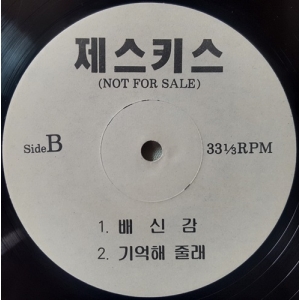 제스키스
(NOT FOR SALE)
Side B
33⅓RPM
1. 배 신 감
2. 기억해 줄래